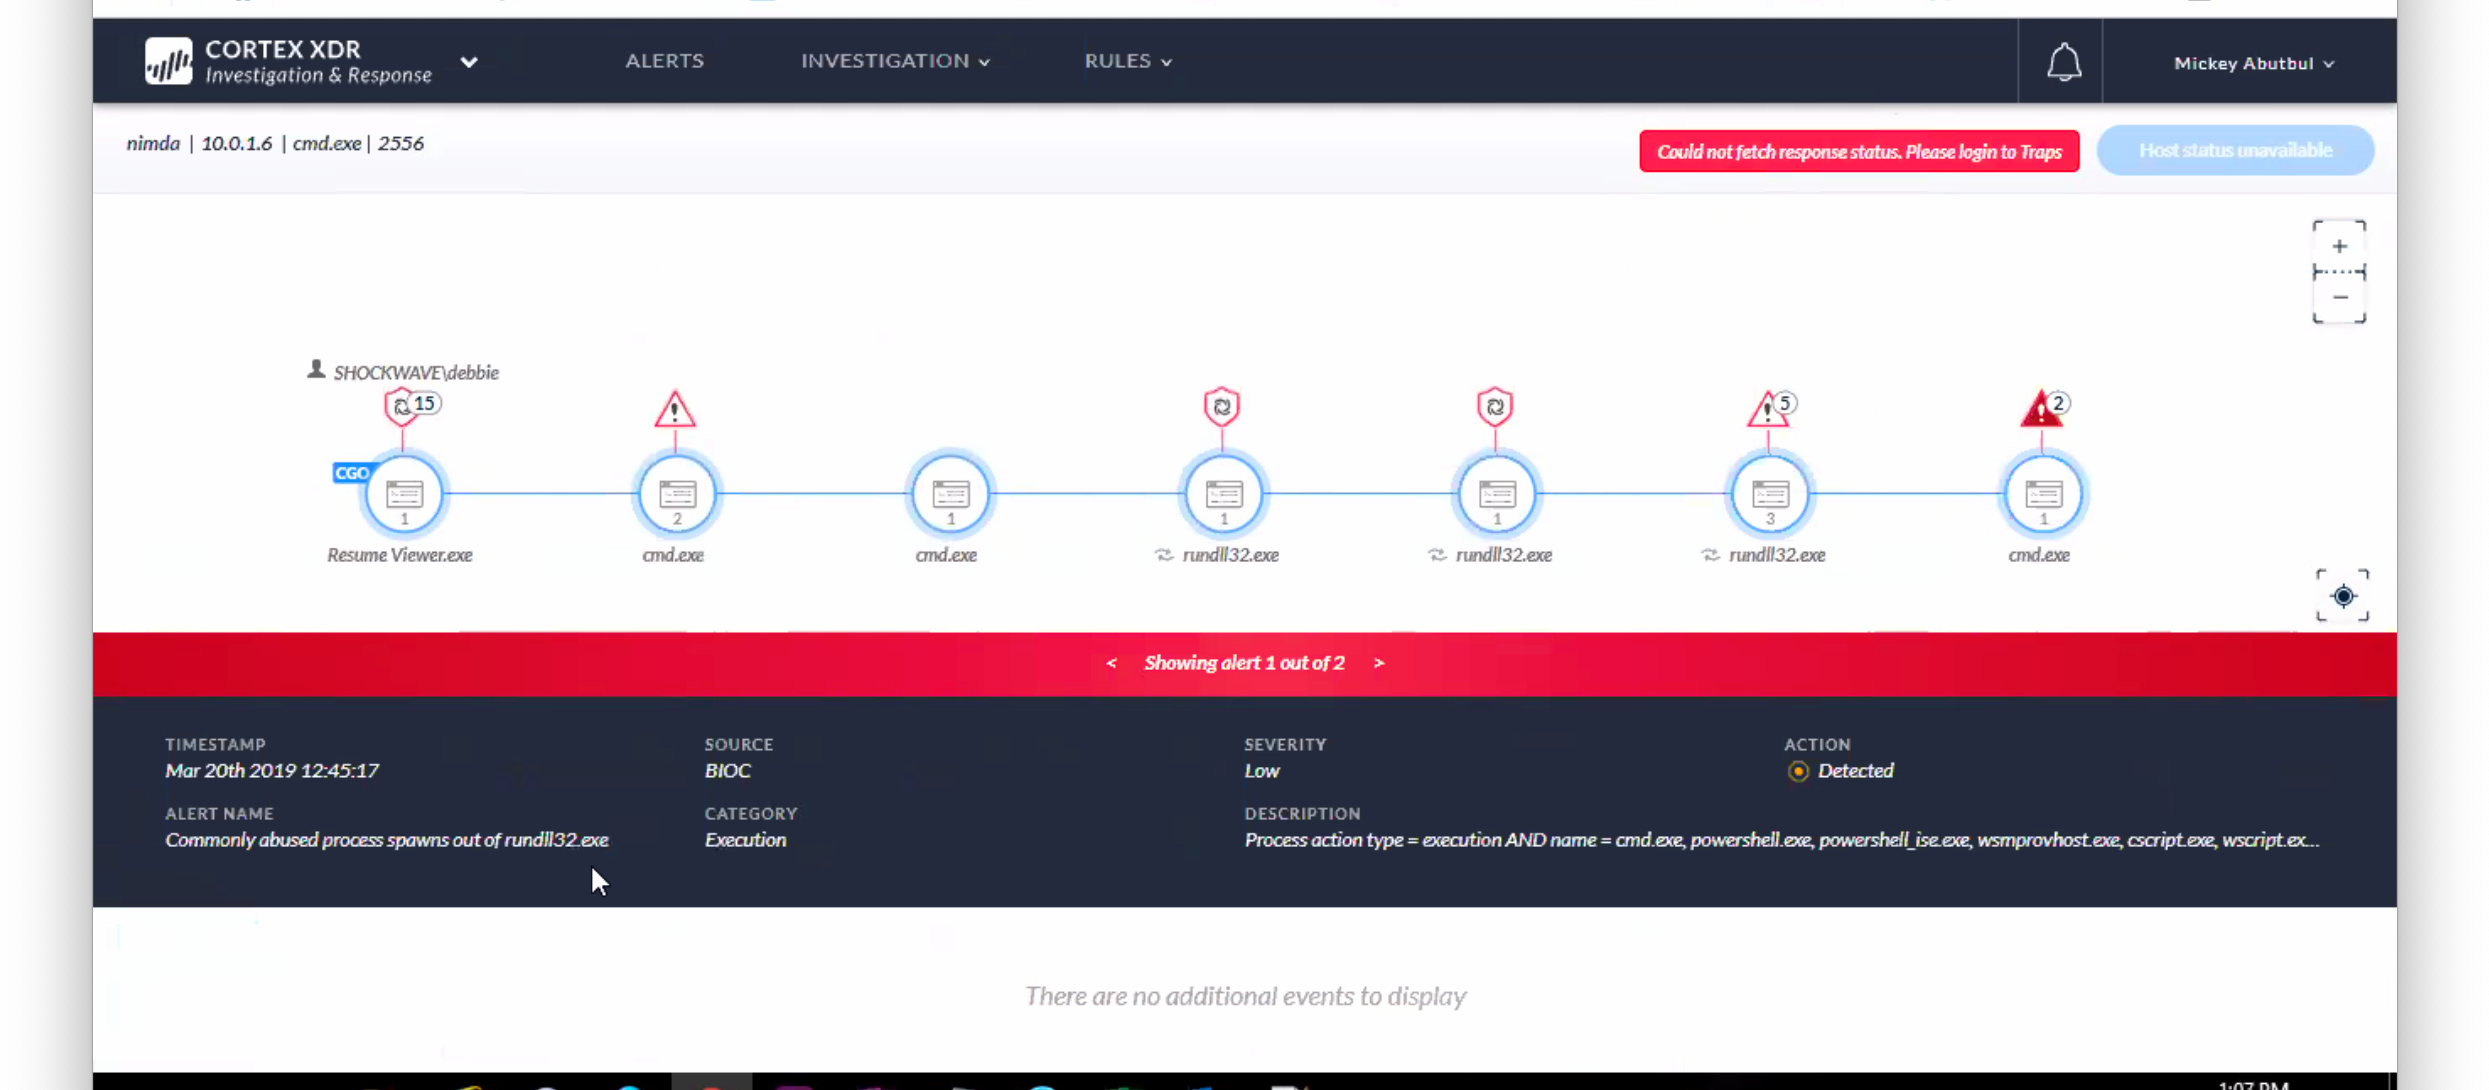 CORTEX XDR
Investigation & Response
ALERTS
INVESTIGATION
RULES
Mickey Abutbul
nimda | 10.0.1.6 | cmd.exe | 2556
Could not fetch response status. Please login to Traps
Host status unavailable
+
−
SHOCKWAVE\debbie
15
5
2
CGO
1
2
1
1
1
3
1
Resume Viewer.exe
cmd.exe
cmd.exe
rundll32.exe
rundll32.exe
rundll32.exe
cmd.exe
< Showing alert 1 out of 2 >
TIMESTAMP
Mar 20th 2019 12:45:17
SOURCE
BIOC
SEVERITY
Low
ACTION
Detected
ALERT NAME
Commonly abused process spawns out of rundll32.exe
CATEGORY
Execution
DESCRIPTION
Process action type = execution AND name = cmd.exe, powershell.exe, powershell_ise.exe, wsmprovhost.exe, cscript.exe, wscript.ex...
There are no additional events to display
1:07 PM